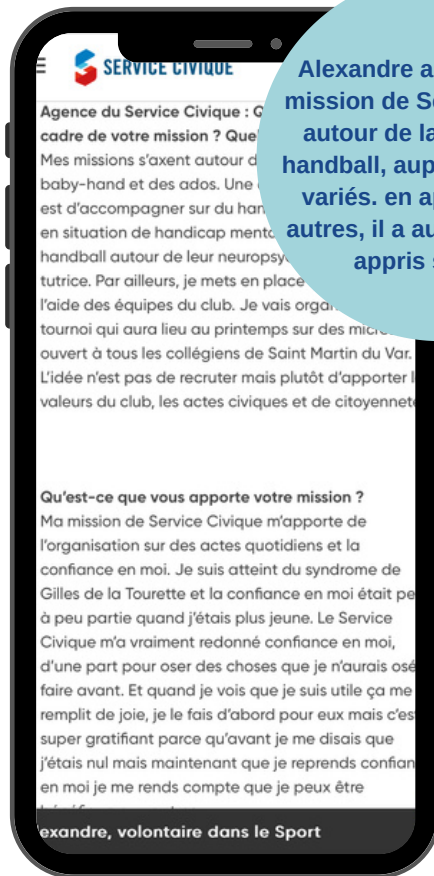 SERVICE CIVIQUE
Alexandre a
mission de S
autour de la
handball, aup
variés. en a
autres, il a au
appris s
Agence du Service Civique : Q
cadre de votre mission ? Que
Mes missions s'axent autour d
baby-hand et des ados. Une
est d'accompagner sur du han
en situation de handicap ment
handball autour de leur neuropsy
tutrice. Par ailleurs, je mets en place
l'aide des équipes du club. Je vais orga
tournoi qui aura lieu au printemps sur des micr
ouvert à tous les collégiens de Saint Martin du Var.
L'idée n'est pas de recruter mais plutôt d'apporter l
valeurs du club, les actes civiques et de citoyenneté
Qu'est-ce que vous apporte votre mission ?
Ma mission de Service Civique m'apporte de
l'organisation sur des actes quotidiens et la
confiance en moi. Je suis atteint du syndrome de
Gilles de la Tourette et la confiance en moi était pe
à peu partie quand j'étais plus jeune. Le Service
Civique m'a vraiment redonné confiance en moi,
d'une part pour oser des choses que je n'aurais osé
faire avant. Et quand je vois que je suis utile ça me
remplit de joie, je le fais d'abord pour eux mais c'es
super gratifiant parce qu'avant je me disais que
j'étais nul mais maintenant que je reprends confian
en moi je me rends compte que je peux être
exandre, volontaire dans le Sport